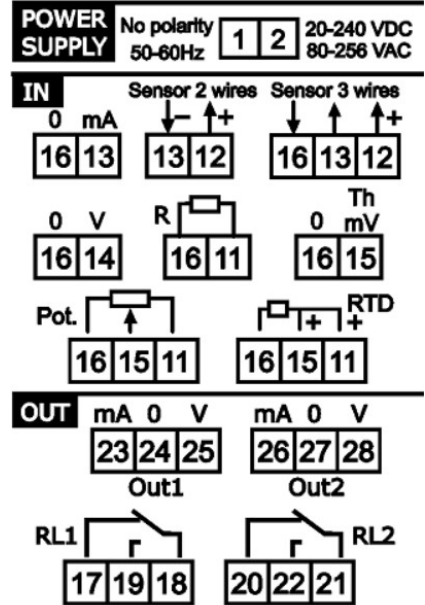 POWER SUPPLY No polarity 50-60Hz 1 2 20-240 VDC 80-256 VAC
IN Sensor 2 wires Sensor 3 wires
0 mA - + +
16 13 13 12 16 13 12
0 V R 0 Th mV
16 14 16 11 16 15
Pot. + + RTD
16 15 11 16 15 11
OUT mA 0 V mA 0 V
23 24 25 26 27 28
Out1 Out2
RL1 RL2
17 19 18 20 22 21